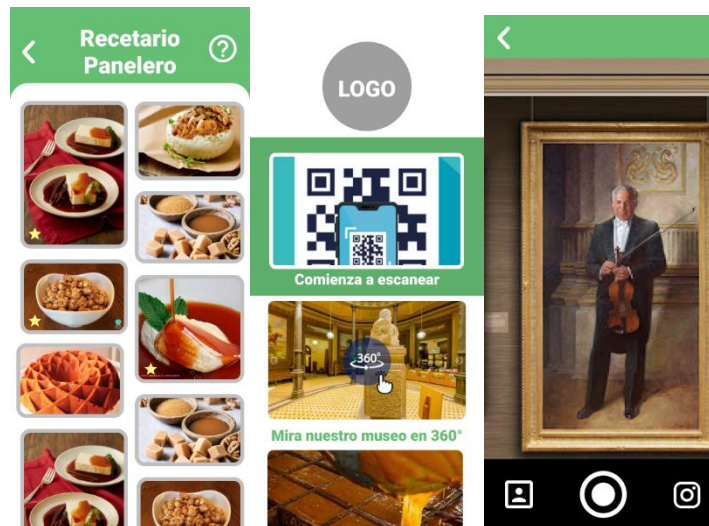 Recetario
Panelero
LOGO
Comienza a escanear
360°
Mira nuestro museo en 360°